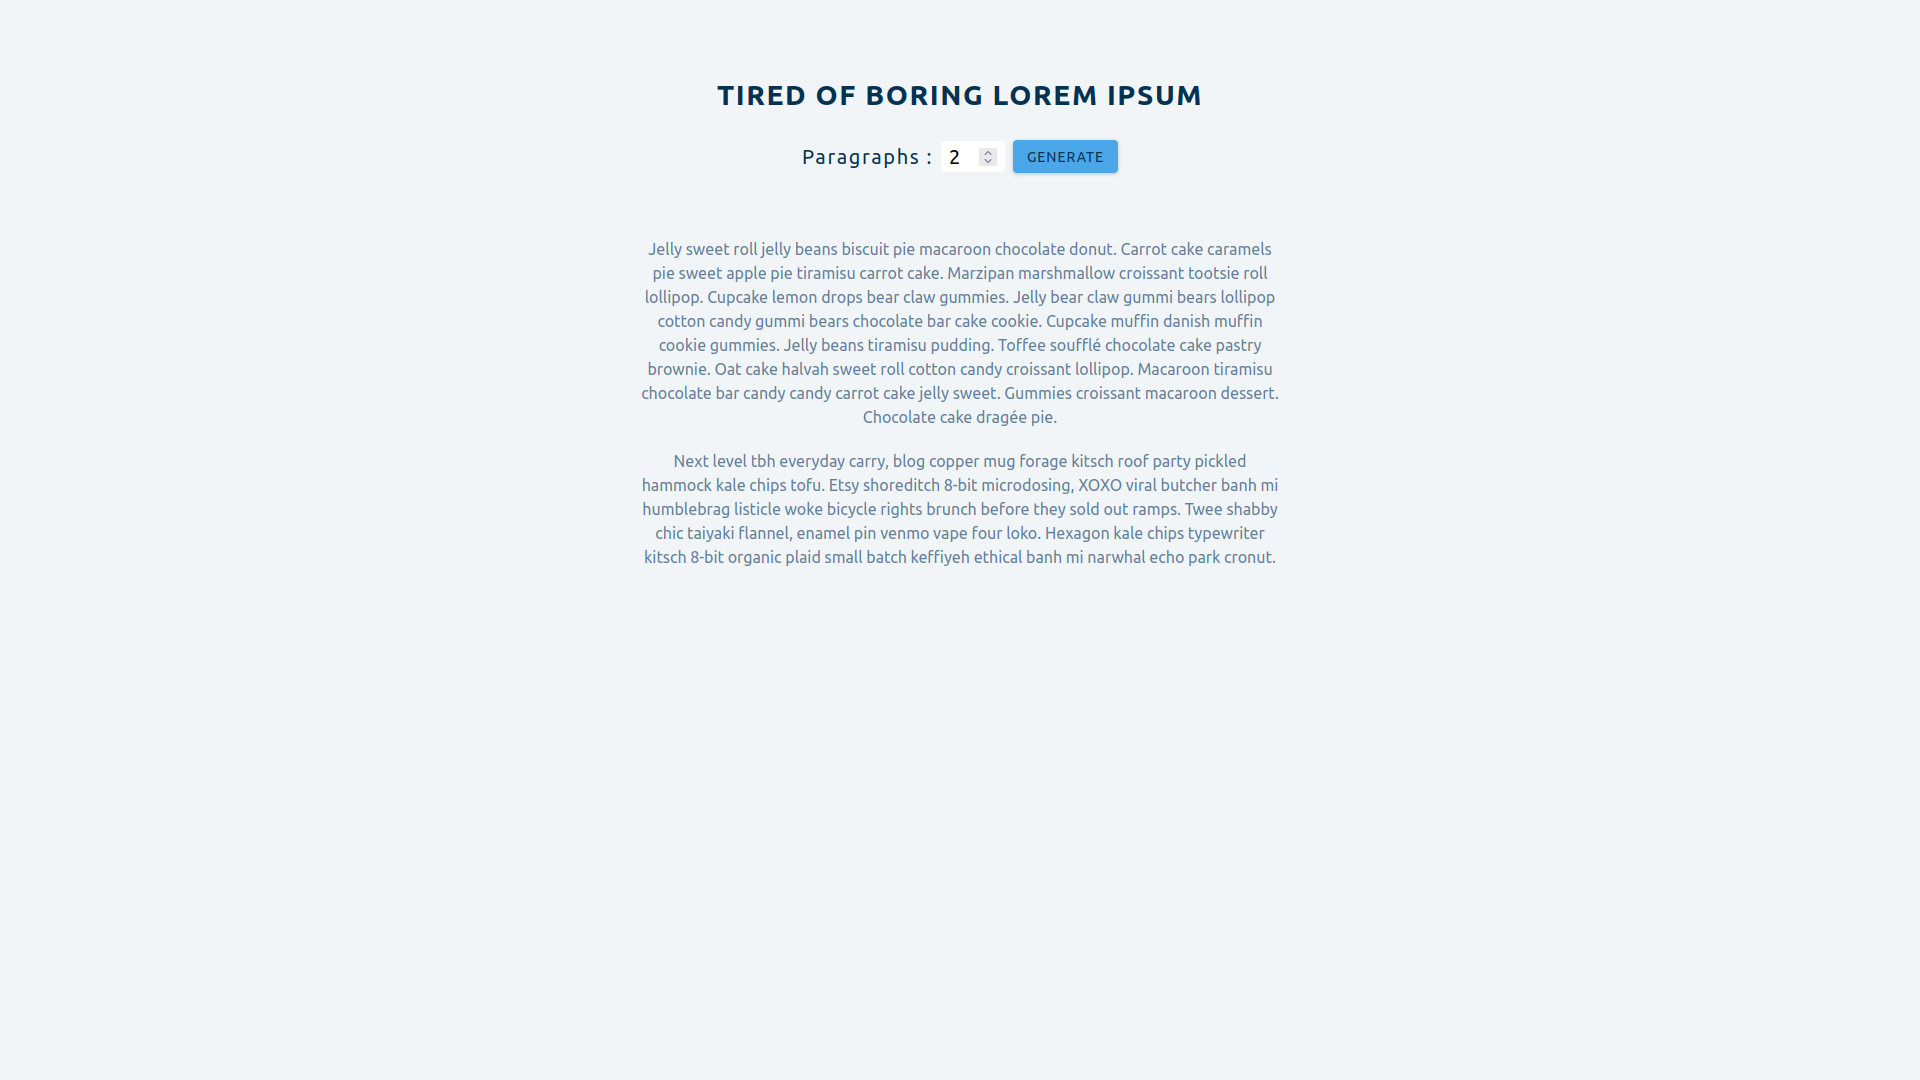 TIRED OF BORING LOREM IPSUM
Paragraphs : 2 GENERATE
Jelly sweet roll jelly beans biscuit pie macaroon chocolate donut. Carrot cake caramels
pie sweet apple pie tiramisu carrot cake. Marzipan marshmallow croissant tootsie roll
lollipop. Cupcake lemon drops bear claw gummies. Jelly bear claw gummi bears lollipop
cotton candy gummi bears chocolate bar cake cookie. Cupcake muffin danish muffin
cookie gummies. Jelly beans tiramisu pudding. Toffee soufflé chocolate cake pastry
brownie. Oat cake halvah sweet roll cotton candy croissant lollipop. Macaroon tiramisu
chocolate bar candy candy carrot cake jelly sweet. Gummies croissant macaroon dessert.
Chocolate cake dragée pie.
Next level tbh everyday carry, blog copper mug forage kitsch roof party pickled
hammock kale chips tofu. Etsy shoreditch 8-bit microdosing, XOXO viral butcher banh mi
humblebrag listicle woke bicycle rights brunch before they sold out ramps. Twee shabby
chic taiyaki flannel, enamel pin venmo vape four loko. Hexagon kale chips typewriter
kitsch 8-bit organic plaid small batch keffiyeh ethical banh mi narwhal echo park cronut.